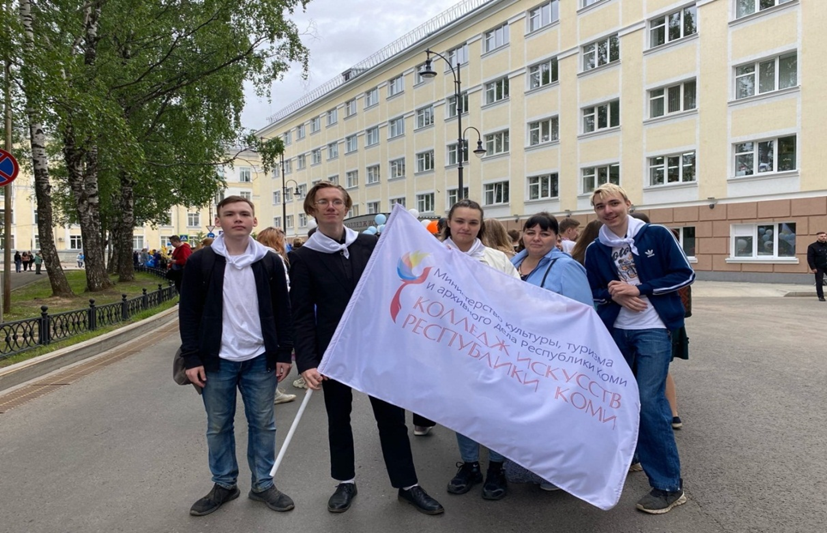 Министерство культуры, туризма
и архивного дела Республики Коми
КОЛЛЕДЖ ИСКУССТВ
РЕСПУБЛИКИ КОМИ